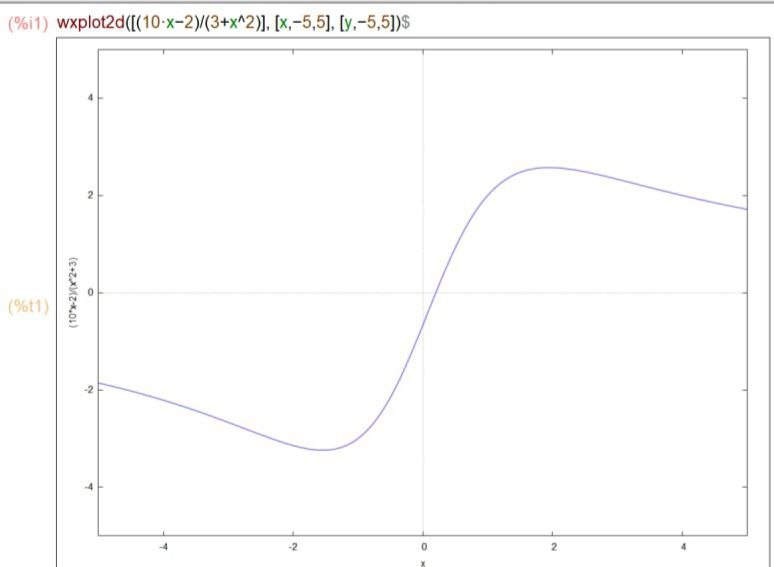 (%i1) wxplot2d([(10·x−2)/(3+x^2)], [x,−5,5], [y,−5,5])$
4
2
(10*x-2)/(x^2+3)
0
(%t1)
-2
-4
-4 -2 0 2 4
x